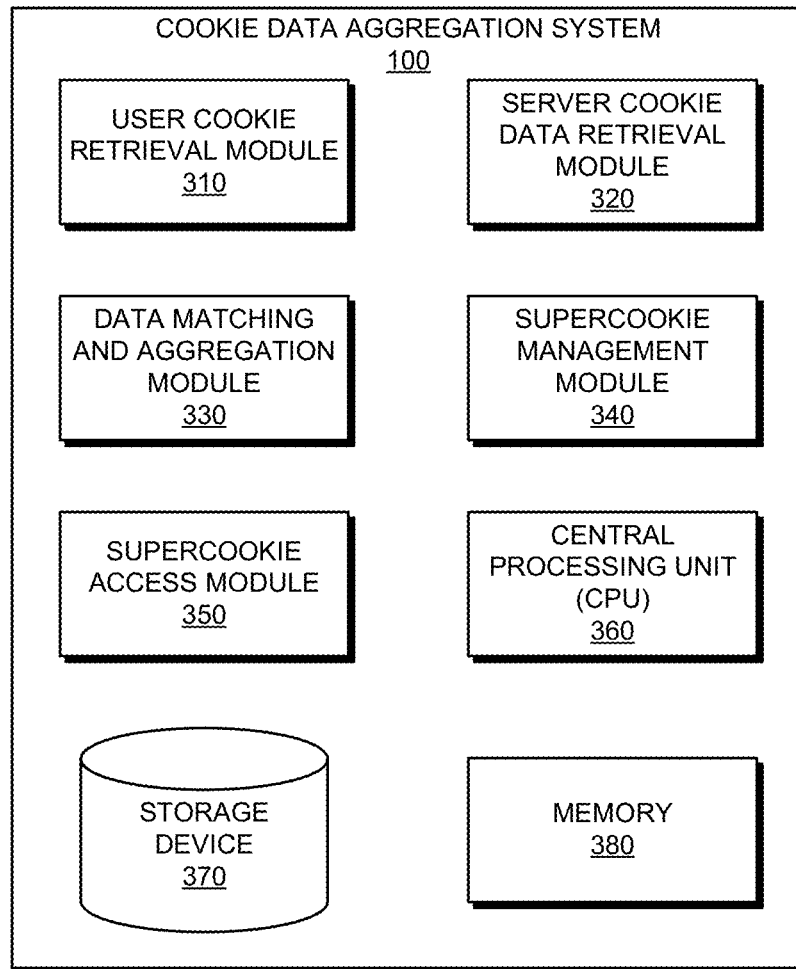 COOKIE DATA AGGREGATION SYSTEM
100
USER COOKIE
RETRIEVAL MODULE
310
SERVER COOKIE
DATA RETRIEVAL
MODULE
320
DATA MATCHING
AND AGGREGATION
MODULE
330
SUPERCOOKIE
MANAGEMENT
MODULE
340
SUPERCOOKIE
ACCESS MODULE
350
CENTRAL
PROCESSING UNIT
(CPU)
360
STORAGE
DEVICE
370
MEMORY
380